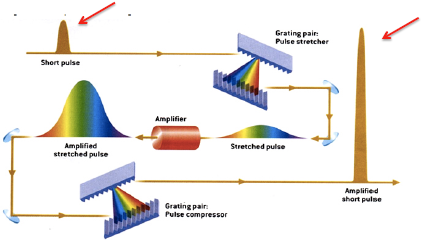 Grating pair:
Pulse stretcher
Short pulse
Amplifier
Amplified
stretched pulse
Stretched pulse
Amplified
short pulse
Grating pair:
Pulse compressor